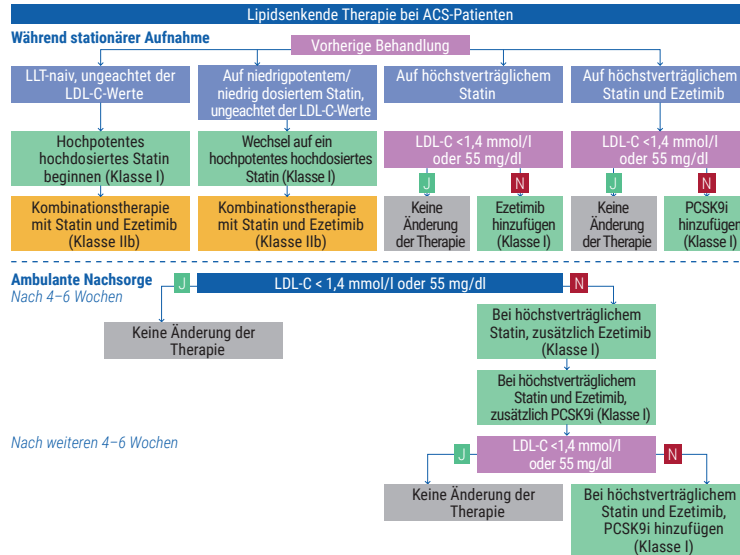 Lipidsenkende Therapie bei ACS-Patienten
Während stationärer Aufnahme
Vorherige Behandlung
LLT-naiv, ungeachtet der
LDL-C-Werte
Auf niedrigpotentem/
niedrig dosiertem Statin,
ungeachtet der LDL-C-Werte
Auf höchstverträglichem
Statin
Auf höchstverträglichem
Statin und Ezetimib
Hochpotentes
hochdosiertes Statin
beginnen (Klasse I)
Wechsel auf ein
hochpotentes hochdosiertes
Statin (Klasse I)
LDL-C <1,4 mmol/l
oder 55 mg/dl
LDL-C <1,4 mmol/l
oder 55 mg/dl
J
N
J
N
Kombinationstherapie
mit Statin und Ezetimib
(Klasse IIb)
Kombinationstherapie
mit Statin und Ezetimib
(Klasse IIb)
Keine
Änderung
der Therapie
Ezetimib
hinzufügen
(Klasse I)
Keine
Änderung
der Therapie
PCSK9i
hinzufügen
(Klasse I)
Ambulante Nachsorge
Nach 4–6 Wochen
J
LDL-C < 1,4 mmol/l oder 55 mg/dl
N
Keine Änderung der
Therapie
Bei höchstverträglichem
Statin, zusätzlich Ezetimib
(Klasse I)
Bei höchstverträglichem
Statin und Ezetimib,
zusätzlich PCSK9i (Klasse I)
Nach weiteren 4–6 Wochen
J
LDL-C <1,4 mmol/l
oder 55 mg/dl
N
Keine Änderung der
Therapie
Bei höchstverträglichem
Statin und Ezetimib,
PCSK9i hinzufügen
(Klasse I)